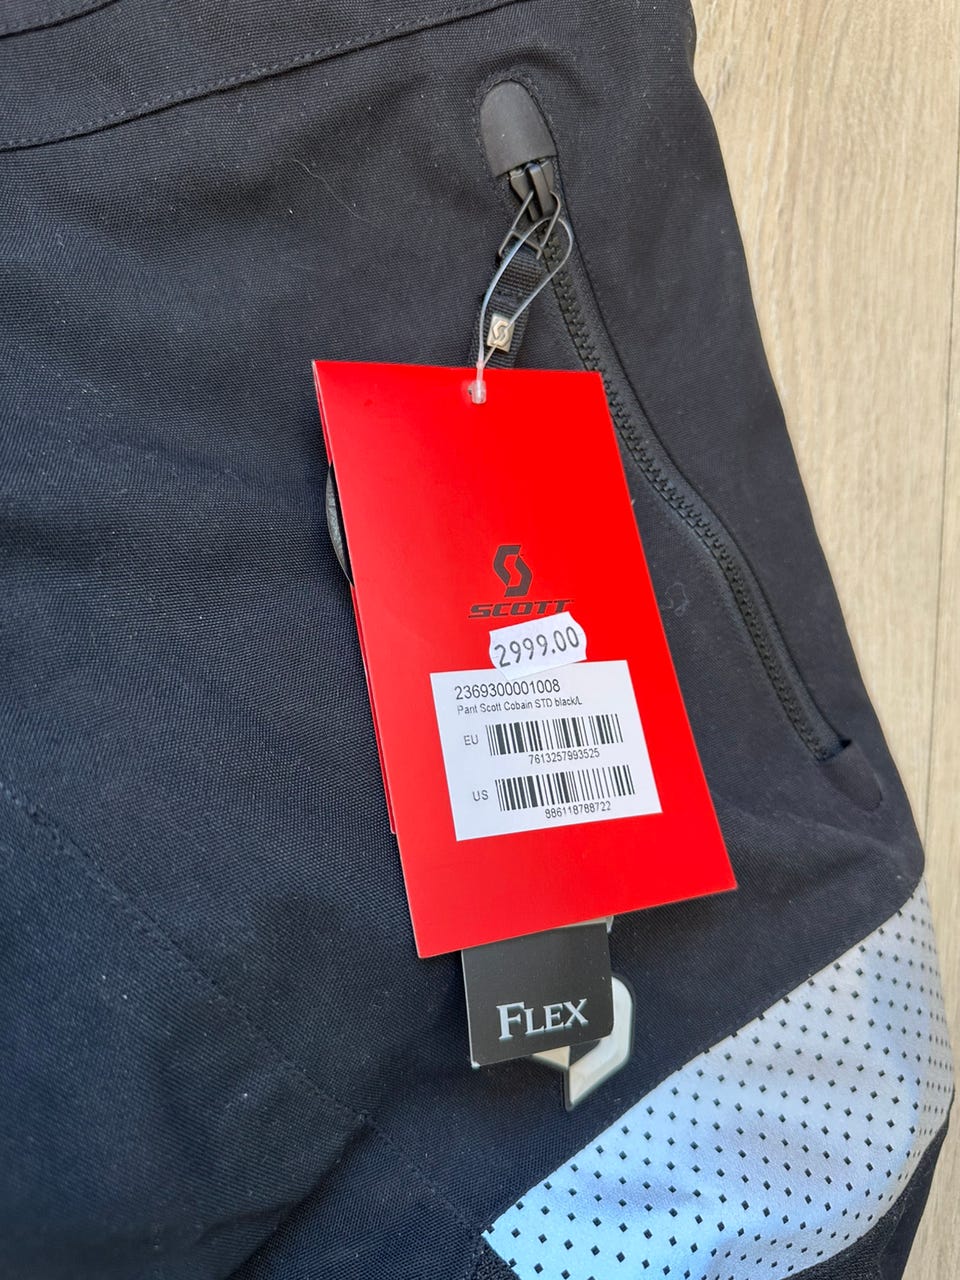 SCOTT
2999.00
2369300001008
Pant Scott Cobain STD black/L
EU
7613257993525
US
886118788722
FLEX